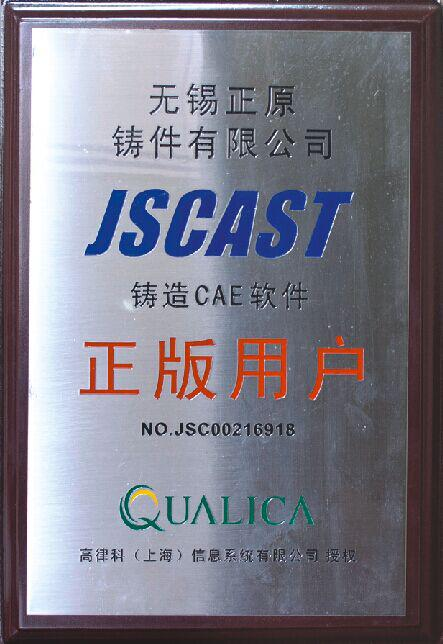 无锡正原
铸件有限公司
JSCAST
铸造CAE软件
正版用户
NO.JSC00216918
QUALICA
高律科（上海）信息系统有限公司 授权